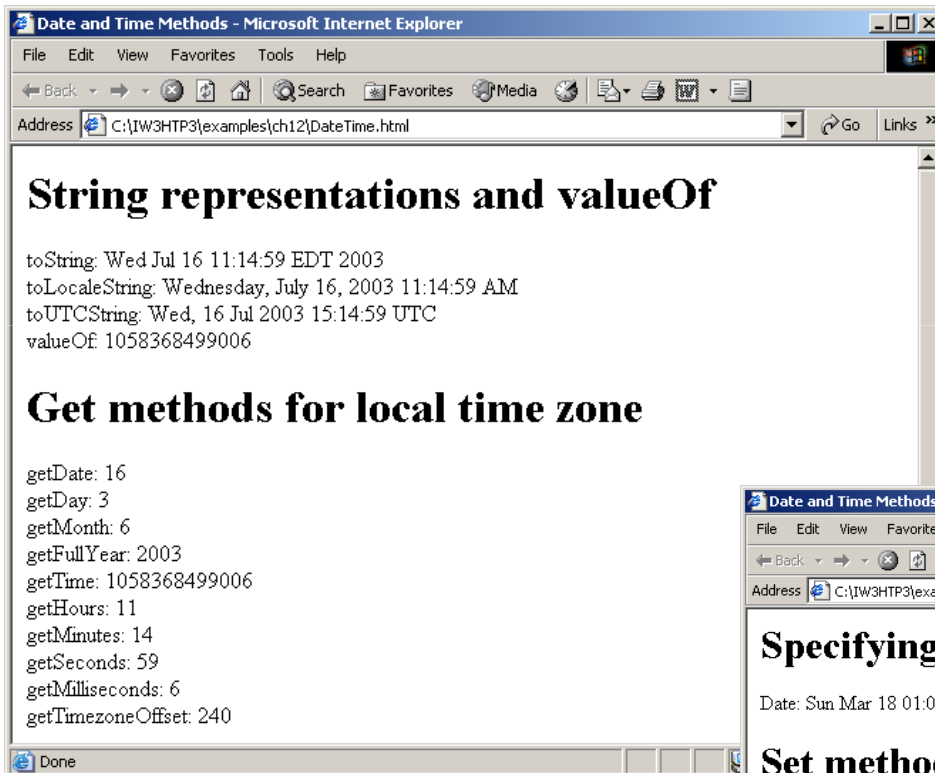 Date and Time Methods - Microsoft Internet Explorer
File Edit View Favorites Tools Help
Back Search Favorites Media
Address C:\IW3HTP3\examples\ch12\DateTime.html Go Links »
String representations and valueOf
toString: Wed Jul 16 11:14:59 EDT 2003
toLocaleString: Wednesday, July 16, 2003 11:14:59 AM
toUTCString: Wed, 16 Jul 2003 15:14:59 UTC
valueOf: 1058368499006
Get methods for local time zone
getDate: 16
getDay: 3
getMonth: 6
getFullYear: 2003
getTime: 1058368499006
getHours: 11
getMinutes: 14
getSeconds: 59
getMilliseconds: 6
getTimezoneOffset: 240
Done
Date and Time Methods
File Edit View Favorite
Back
Address C:\IW3HTP3\exa
Specifying
Date: Sun Mar 18 01:0
Set metho